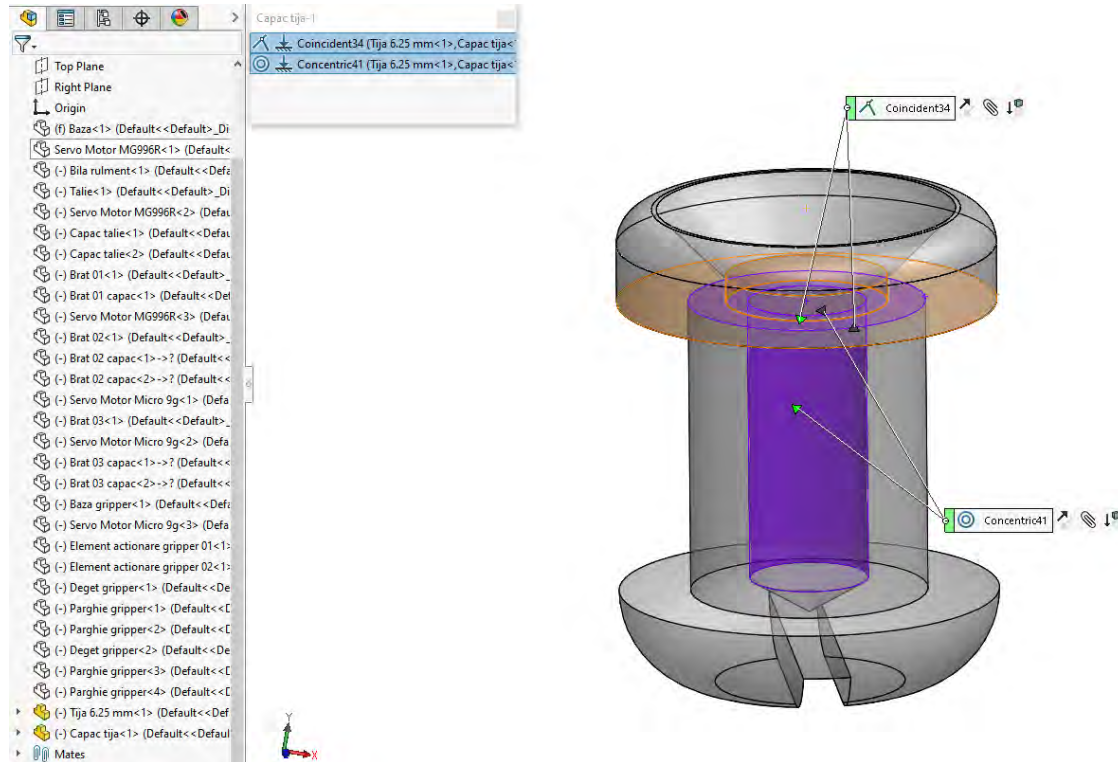 Capac tija-1
Coincident34 (Tija 6.25 mm<1>,Capac tija<
Concentric41 (Tija 6.25 mm<1>,Capac tija<
Top Plane
Right Plane
Origin
(f) Baza<1> (Default<<Default>_Di
Servo Motor MG996R<1> (Default<
(-) Bila rulment<1> (Default<<Defa
(-) Talie<1> (Default<<Default>_Di
(-) Servo Motor MG996R<2> (Defau
(-) Capac talie<1> (Default<<Defau
(-) Capac talie<2> (Default<<Defau
(-) Brat 01<1> (Default<<Default>_
(-) Brat 01 capac<1> (Default<<Def
(-) Servo Motor MG996R<3> (Defau
(-) Brat 02<1> (Default<<Default>_
(-) Brat 02 capac<1>->? (Default<<
(-) Brat 02 capac<2>->? (Default<<
(-) Servo Motor Micro 9g<1> (Defa
(-) Brat 03<1> (Default<<Default>_
(-) Servo Motor Micro 9g<2> (Defa
(-) Brat 03 capac<1>->? (Default<<
(-) Brat 03 capac<2>->? (Default<<
(-) Baza gripper<1> (Default<<Defa
(-) Servo Motor Micro 9g<3> (Defa
(-) Element actionare gripper 01<1>
(-) Element actionare gripper 02<1>
(-) Deget gripper<1> (Default<<De
(-) Parghie gripper<1> (Default<<D
(-) Parghie gripper<2> (Default<<D
(-) Deget gripper<2> (Default<<De
(-) Parghie gripper<3> (Default<<D
(-) Parghie gripper<4> (Default<<D
(-) Tija 6.25 mm<1> (Default<<Def
(-) Capac tija<1> (Default<<Defaul
Mates
Coincident34
Concentric41
Y
X